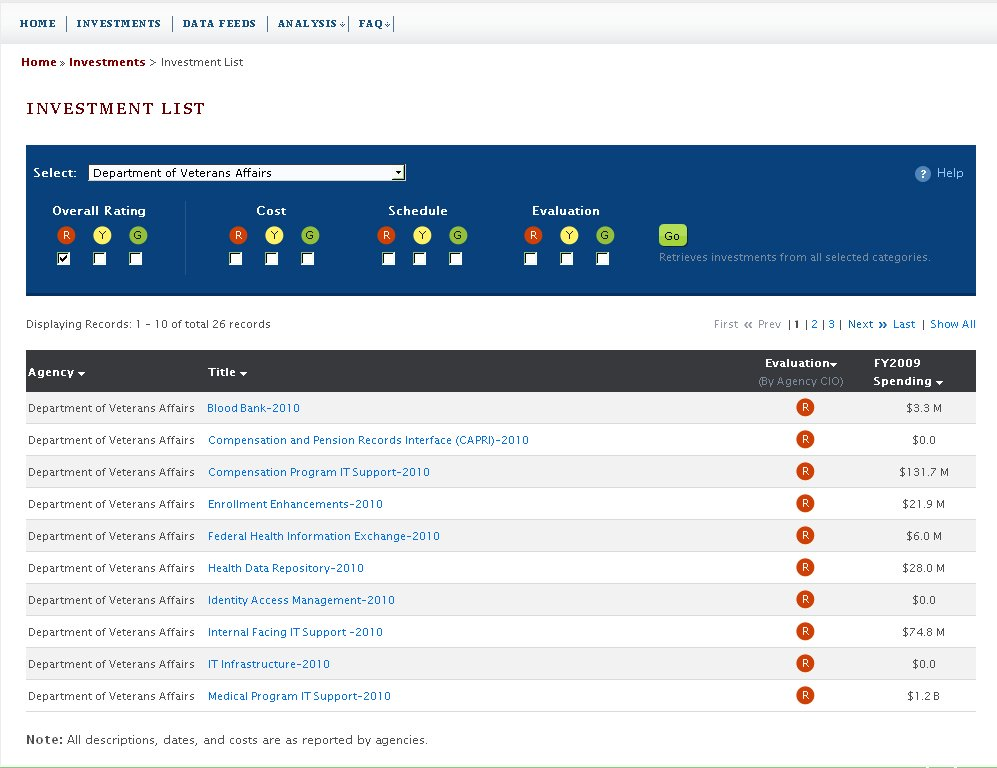 HOME | INVESTMENTS | DATA FEEDS | ANALYSIS | FAQ |
Home » Investments > Investment List
INVESTMENT LIST
Select: Department of Veterans Affairs ? Help
Overall Rating Cost Schedule Evaluation
R Y G R Y G R Y G R Y G Go
Retrieves investments from all selected categories.
Displaying Records: 1 - 10 of total 26 records First « Prev | 1 | 2 | 3 | Next » Last | Show All
Agency Title Evaluation (By Agency CIO) FY2009 Spending
Department of Veterans Affairs Blood Bank-2010 R $3.3 M
Department of Veterans Affairs Compensation and Pension Records Interface (CAPRI)-2010 R $0.0
Department of Veterans Affairs Compensation Program IT Support-2010 R $131.7 M
Department of Veterans Affairs Enrollment Enhancements-2010 R $21.9 M
Department of Veterans Affairs Federal Health Information Exchange-2010 R $6.0 M
Department of Veterans Affairs Health Data Repository-2010 R $28.0 M
Department of Veterans Affairs Identity Access Management-2010 R $0.0
Department of Veterans Affairs Internal Facing IT Support -2010 R $74.8 M
Department of Veterans Affairs IT Infrastructure-2010 R $0.0
Department of Veterans Affairs Medical Program IT Support-2010 R $1.2 B
Note: All descriptions, dates, and costs are as reported by agencies.